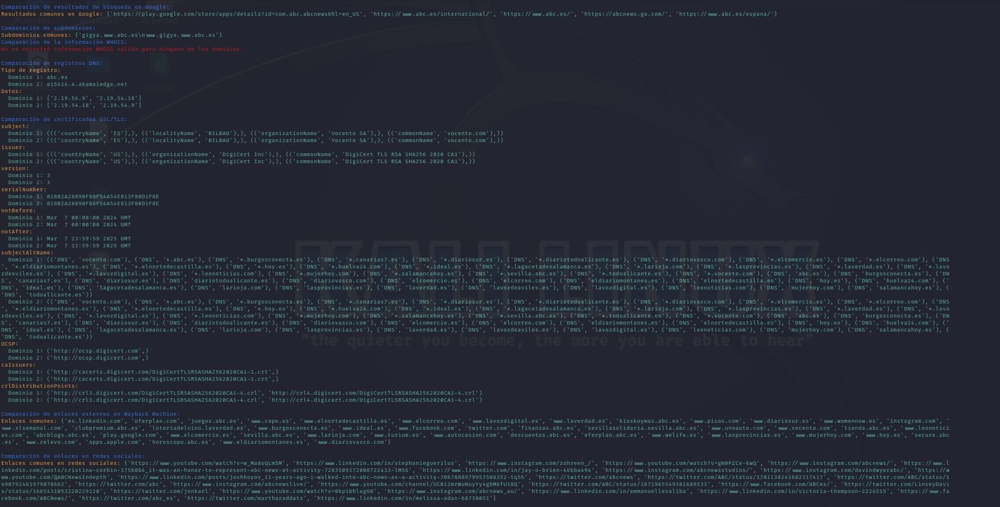 Comparación de resultados de búsqueda en Google:
Resultados comunes en Google: {'https://play.google.com/store/apps/details?id=com.abc.abcnews&hl=en_US', 'https://www.abc.es/internacional/', 'https://www.abc.es/', 'https://abcnews.go.com/', 'https://www.abc.es/espana/'}
Actividad.... volatility3 Actividad
Comparación de subdominios:
Subdominios comunes: {'gigya.www.abc.es\nwww.gigya.www.abc.es'}
Comparación de la información WHOIS:
No se encontró información WHOIS válida para ninguno de los dominios.
Comparación de registros DNS:
Tipo de registro:
Dominio 1: abc.es
Dominio 2: e15414.a.akamaiedge.net
test.csv
Datos:
Dominio 1: ['2.19.54.9', '2.19.54.18']
Dominio 2: ['2.19.54.18', '2.19.54.9']
Comparación de certificados SSL/TLS:
subject:
Dominio 1: ((('countryName', 'ES'),), (('localityName', 'BILBAO'),), (('organizationName', 'Vocento SA'),), (('commonName', 'vocento.com'),))
Dominio 2: ((('countryName', 'ES'),), (('localityName', 'BILBAO'),), (('organizationName', 'Vocento SA'),), (('commonName', 'vocento.com'),))
issuer:
Dominio 1: ((('countryName', 'US'),), (('organizationName', 'DigiCert Inc'),), (('commonName', 'DigiCert TLS RSA SHA256 2020 CA1'),))
Dominio 2: ((('countryName', 'US'),), (('organizationName', 'DigiCert Inc'),), (('commonName', 'DigiCert TLS RSA SHA256 2020 CA1'),))
version:
Dominio 1: 3
Dominio 2: 3
serialNumber:
Dominio 1: 028B2A28890F88F54A54E813F80D1F8E
Dominio 2: 028B2A28890F88F54A54E813F80D1F8E
notBefore:
Dominio 1: Mar  7 00:00:00 2024 GMT
Dominio 2: Mar  7 00:00:00 2024 GMT
notAfter:
Dominio 1: Mar  7 23:59:59 2025 GMT
Dominio 2: Mar  7 23:59:59 2025 GMT
KALI LINUX
subjectAltName:
Dominio 1: (('DNS', 'vocento.com'), ('DNS', '*.abc.es'), ('DNS', '*.burgosconecta.es'), ('DNS', '*.canarias7.es'), ('DNS', '*.diariosur.es'), ('DNS', '*.diariotodoalicante.es'), ('DNS', '*.diariovasco.com'), ('DNS', '*.elcomercio.es'), ('DNS', '*.elcorreo.com'), ('DNS
', '*.eldiariomontanes.es'), ('DNS', '*.elnortedecastilla.es'), ('DNS', '*.hoy.es'), ('DNS', '*.huelva24.com'), ('DNS', '*.ideal.es'), ('DNS', '*.lagacetadesalamanca.es'), ('DNS', '*.larioja.com'), ('DNS', '*.lasprovincias.es'), ('DNS', '*.laverdad.es'), ('DNS', '*.lavo
zdeaviles.es'), ('DNS', '*.lavozdigital.es'), ('DNS', '*.leonoticias.com'), ('DNS', '*.mujerhoy.com'), ('DNS', '*.salamancahoy.es'), ('DNS', '*.sevilla.abc.es'), ('DNS', '*.todoalicante.es'), ('DNS', '*.vocento.com'), ('DNS', 'abc.es'), ('DNS', 'burgosconecta.es'), ('DN
S', 'canarias7.es'), ('DNS', 'diariosur.es'), ('DNS', 'diariotodoalicante.es'), ('DNS', 'diariovasco.com'), ('DNS', 'elcomercio.es'), ('DNS', 'elcorreo.com'), ('DNS', 'eldiariomontanes.es'), ('DNS', 'elnortedecastilla.es'), ('DNS', 'hoy.es'), ('DNS', 'huelva24.com'), ('
DNS', 'ideal.es'), ('DNS', 'lagacetadesalamanca.es'), ('DNS', 'larioja.com'), ('DNS', 'lasprovincias.es'), ('DNS', 'laverdad.es'), ('DNS', 'lavozdeaviles.es'), ('DNS', 'lavozdigital.es'), ('DNS', 'leonoticias.com'), ('DNS', 'mujerhoy.com'), ('DNS', 'salamancahoy.es'), (
'DNS', 'todoalicante.es'))
Dominio 2: (('DNS', 'vocento.com'), ('DNS', '*.abc.es'), ('DNS', '*.burgosconecta.es'), ('DNS', '*.canarias7.es'), ('DNS', '*.diariosur.es'), ('DNS', '*.diariotodoalicante.es'), ('DNS', '*.diariovasco.com'), ('DNS', '*.elcomercio.es'), ('DNS', '*.elcorreo.com'), ('DNS
', '*.eldiariomontanes.es'), ('DNS', '*.elnortedecastilla.es'), ('DNS', '*.hoy.es'), ('DNS', '*.huelva24.com'), ('DNS', '*.ideal.es'), ('DNS', '*.lagacetadesalamanca.es'), ('DNS', '*.larioja.com'), ('DNS', '*.lasprovincias.es'), ('DNS', '*.laverdad.es'), ('DNS', '*.lavo
zdeaviles.es'), ('DNS', '*.lavozdigital.es'), ('DNS', '*.leonoticias.com'), ('DNS', '*.mujerhoy.com'), ('DNS', '*.salamancahoy.es'), ('DNS', '*.sevilla.abc.es'), ('DNS', '*.todoalicante.es'), ('DNS', '*.vocento.com'), ('DNS', 'abc.es'), ('DNS', 'burgosconecta.es'), ('DN
S', 'canarias7.es'), ('DNS', 'diariosur.es'), ('DNS', 'diariotodoalicante.es'), ('DNS', 'diariovasco.com'), ('DNS', 'elcomercio.es'), ('DNS', 'elcorreo.com'), ('DNS', 'eldiariomontanes.es'), ('DNS', 'elnortedecastilla.es'), ('DNS', 'hoy.es'), ('DNS', 'huelva24.com'), ('
DNS', 'ideal.es'), ('DNS', 'lagacetadesalamanca.es'), ('DNS', 'larioja.com'), ('DNS', 'lasprovincias.es'), ('DNS', 'laverdad.es'), ('DNS', 'lavozdeaviles.es'), ('DNS', 'lavozdigital.es'), ('DNS', 'leonoticias.com'), ('DNS', 'mujerhoy.com'), ('DNS', 'salamancahoy.es'), (
'DNS', 'todoalicante.es'))
"the quieter you become, the more you are able to hear"
OCSP:
Dominio 1: ('http://ocsp.digicert.com',)
Dominio 2: ('http://ocsp.digicert.com',)
caIssuers:
Dominio 1: ('http://cacerts.digicert.com/DigiCertTLSRSASHA2562020CA1-1.crt',)
Dominio 2: ('http://cacerts.digicert.com/DigiCertTLSRSASHA2562020CA1-1.crt',)
crlDistributionPoints:
Dominio 1: ('http://crl3.digicert.com/DigiCertTLSRSASHA2562020CA1-4.crl', 'http://crl4.digicert.com/DigiCertTLSRSASHA2562020CA1-4.crl')
Dominio 2: ('http://crl3.digicert.com/DigiCertTLSRSASHA2562020CA1-4.crl', 'http://crl4.digicert.com/DigiCertTLSRSASHA2562020CA1-4.crl')
Comparación de enlaces externos en Wayback Machine:
Enlaces comunes: {'es.linkedin.com', 'oferplan.com', 'juegos.abc.es', 'www.cope.es', 'www.elnortedecastilla.es', 'www.elcorreo.com', 'www.lavozdigital.es', 'www.laverdad.es', 'kioskoymas.abc.es', 'www.pisos.com', 'www.diariosur.es', 'www.womennow.es', 'instagram.com', '
www.xlsemanal.com', 'clubpremium.abc.es', 'loteriadelnino.laverdad.es', 'www.burgosconecta.es', 'www.ideal.es', 'www.facebook.com', 'twitter.com', 'finanzas.abc.es', 'sevillasolidaria.sevilla.abc.es', 'www.unoauto.com', 'www.vocento.com', 'tienda.abc.es', 'www.leonotici
as.com', 'abcblogs.abc.es', 'play.google.com', 'www.elcomercio.es', 'sevilla.abc.es', 'www.larioja.com', 'www.turium.es', 'www.autocasion.com', 'descuentos.abc.es', 'oferplan.abc.es', 'www.welife.es', 'www.lasprovincias.es', 'www.mujerhoy.com', 'www.hoy.es', 'secure.abc
.es', 'www.relevo.com', 'apps.apple.com', 'horoscopo.abc.es', 'www.eldiariomontanes.es', 'www.diariovasco.com'}
Comparación de enlaces en redes sociales:
Enlaces comunes en redes sociales: {'https://www.youtube.com/watch?v=w_Ma8oQLmSM', 'https://www.linkedin.com/in/stephanieguerilus', 'https://www.instagram.com/zohreen_/', 'https://www.youtube.com/watch?v=gN0PZCe-kwQ', 'https://www.instagram.com/abcnews/', 'https://www.l
inkedin.com/posts/cristina-corbin-375b0b4_it-was-an-honor-to-represent-abc-news-at-activity-7203509372008722433-lM56', 'https://www.linkedin.com/in/jay-o-brien-46bba494', 'https://www.instagram.com/abcnewsstudios/', 'https://www.instagram.com/devindwyerabc/', 'https://w
ww.youtube.com/@ABCNewsIndepth', 'https://www.linkedin.com/posts/joshhoyos_11-years-ago-i-walked-into-abc-news-as-a-activity-7067888979953508352-tq5h', 'https://twitter.com/abcnews', 'https://twitter.com/ABC/status/1781138241682317417', 'https://twitter.com/ABC/status/1
490792461979078662', 'https://twitter.com/abc', 'https://www.instagram.com/abcnewslive/', 'https://www.youtube.com/channel/UCBi2mrWuNuyYy4gbM6fU18Q', 'https://twitter.com/ABC/status/1671965549381689533', 'https://www.facebook.com/ABCes/', 'https://twitter.com/LinseyDavi
s/status/1685431053220229120', 'https://twitter.com/jonkarl', 'https://www.youtube.com/watch?v=0kpibhlagG0', 'https://www.instagram.com/abcnews_au/', 'https://www.linkedin.com/in/emmanuellesaliba', 'https://www.linkedin.com/in/victoria-thompson-2224515', 'https://www.fa
cebook.com/ABCNews/', 'https://twitter.com/abc_es', 'https://twitter.com/martharaddatz', 'https://www.linkedin.com/in/melissa-adan-68738051'}